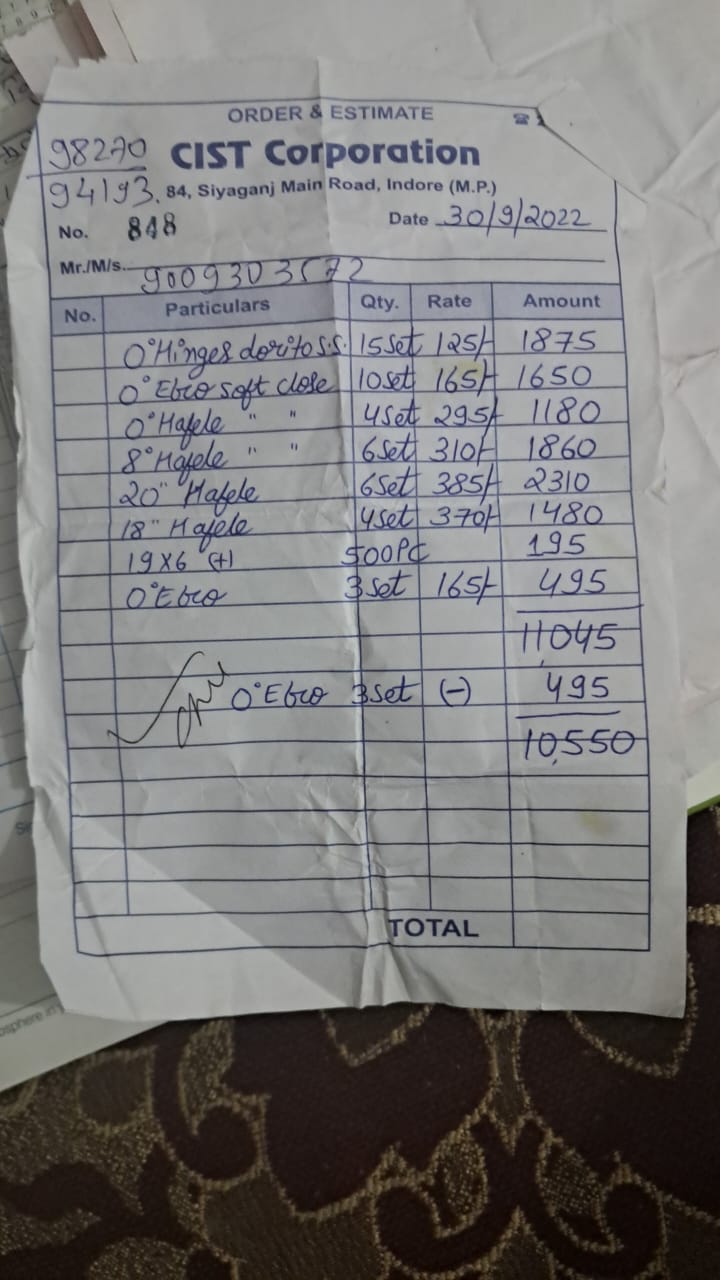 ORDER & ESTIMATE
98270
CIST Corporation
94193.
84, Siyaganj Main Road, Indore (M.P.)
No. 848
Date 30/9/2022
Mr./M/s. 9009303572
No. Particulars Qty. Rate Amount
0° Hinges dorito s.s. 15set 125/- 1875
0° Ebco soft close 10set 165/- 1650
0° Hafele " " 4set 295/- 1180
8° Hafele " " 6set 310/- 1860
20" Hafele 6set 385/- 2310
18" Hafele 4set 370/- 1480
19x6 (+) 500PC 195
0° Ebco 3set 165/- 495
11045
0° Ebco 3set (-) 495
10,550
TOTAL